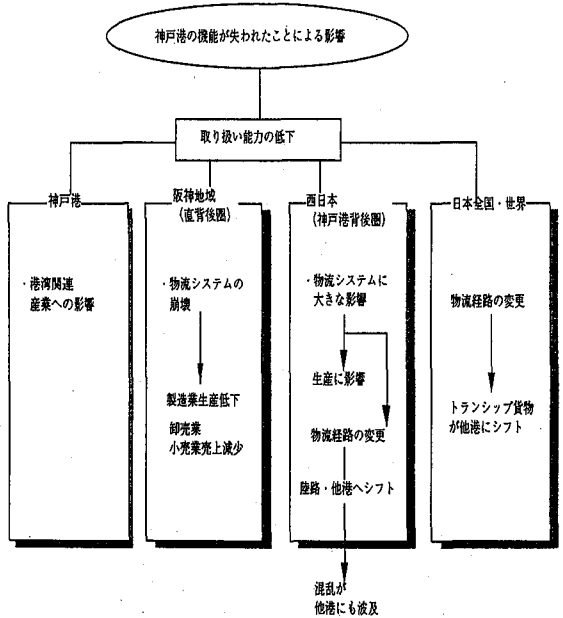 神戸港の機能が失われたことによる影響
取り扱い能力の低下
神戸港
・港湾関連
産業への影響
阪神地域
(直背後圏)
・物流システムの
崩壊
製造業生産低下
卸売業
小売業売上減少
西日本
(神戸港背後圏)
・物流システムに
大きな影響
生産に影響
物流経路の変更
陸路・他港へシフト
混乱が
他港にも波及
日本全国・世界
物流経路の変更
トランシップ貨物
が他港にシフト